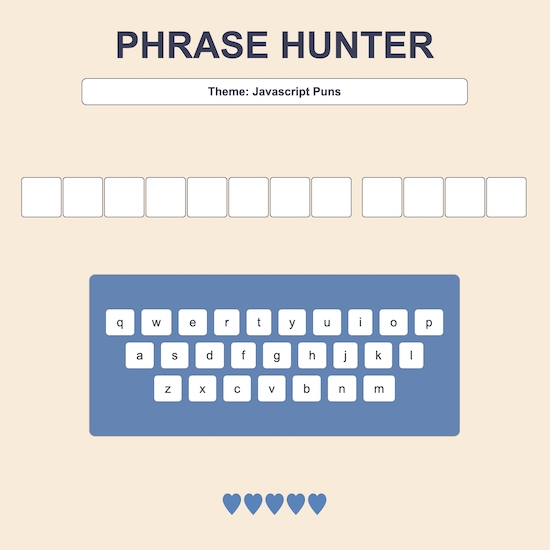 PHRASE HUNTER
Theme: Javascript Puns
q w e r t y u i o p
a s d f g h j k l
z x c v b n m